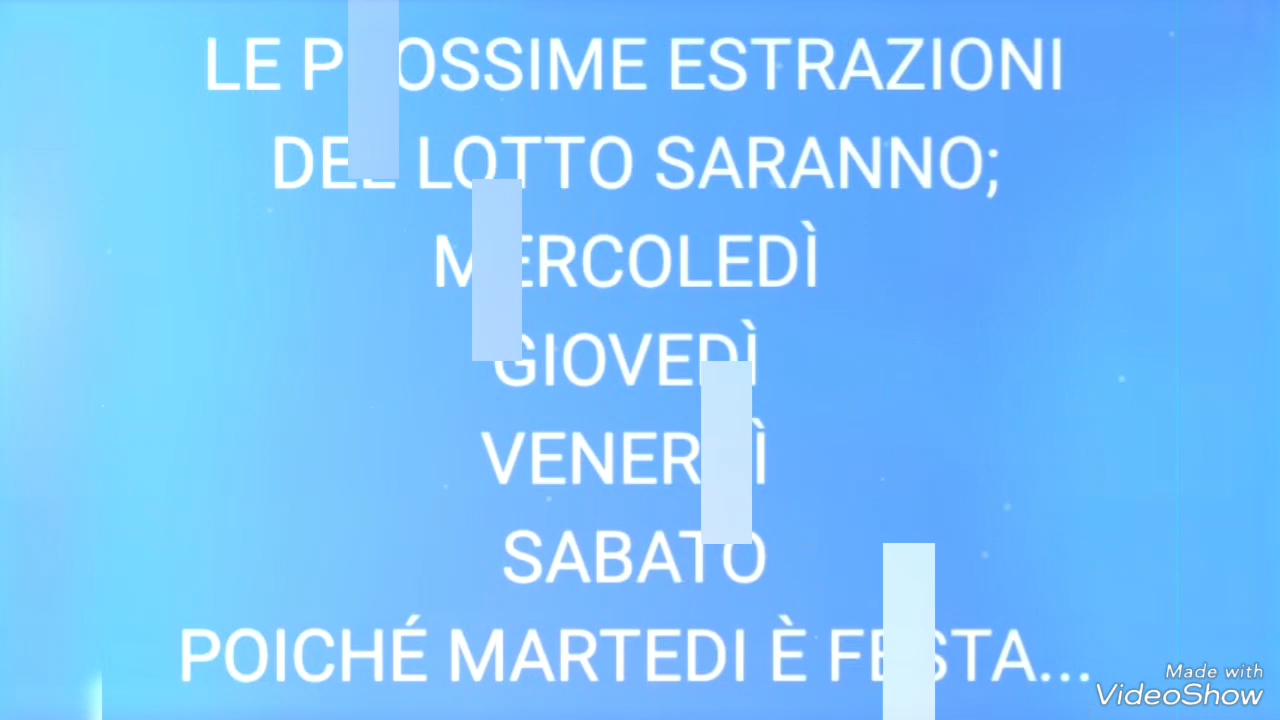 LE PROSSIME ESTRAZIONI
DEL LOTTO SARANNO;
MERCOLEDÌ
GIOVEDÌ
VENERDÌ
SABATO
POICHÉ MARTEDI È FESTA...
Made with
VideoShow